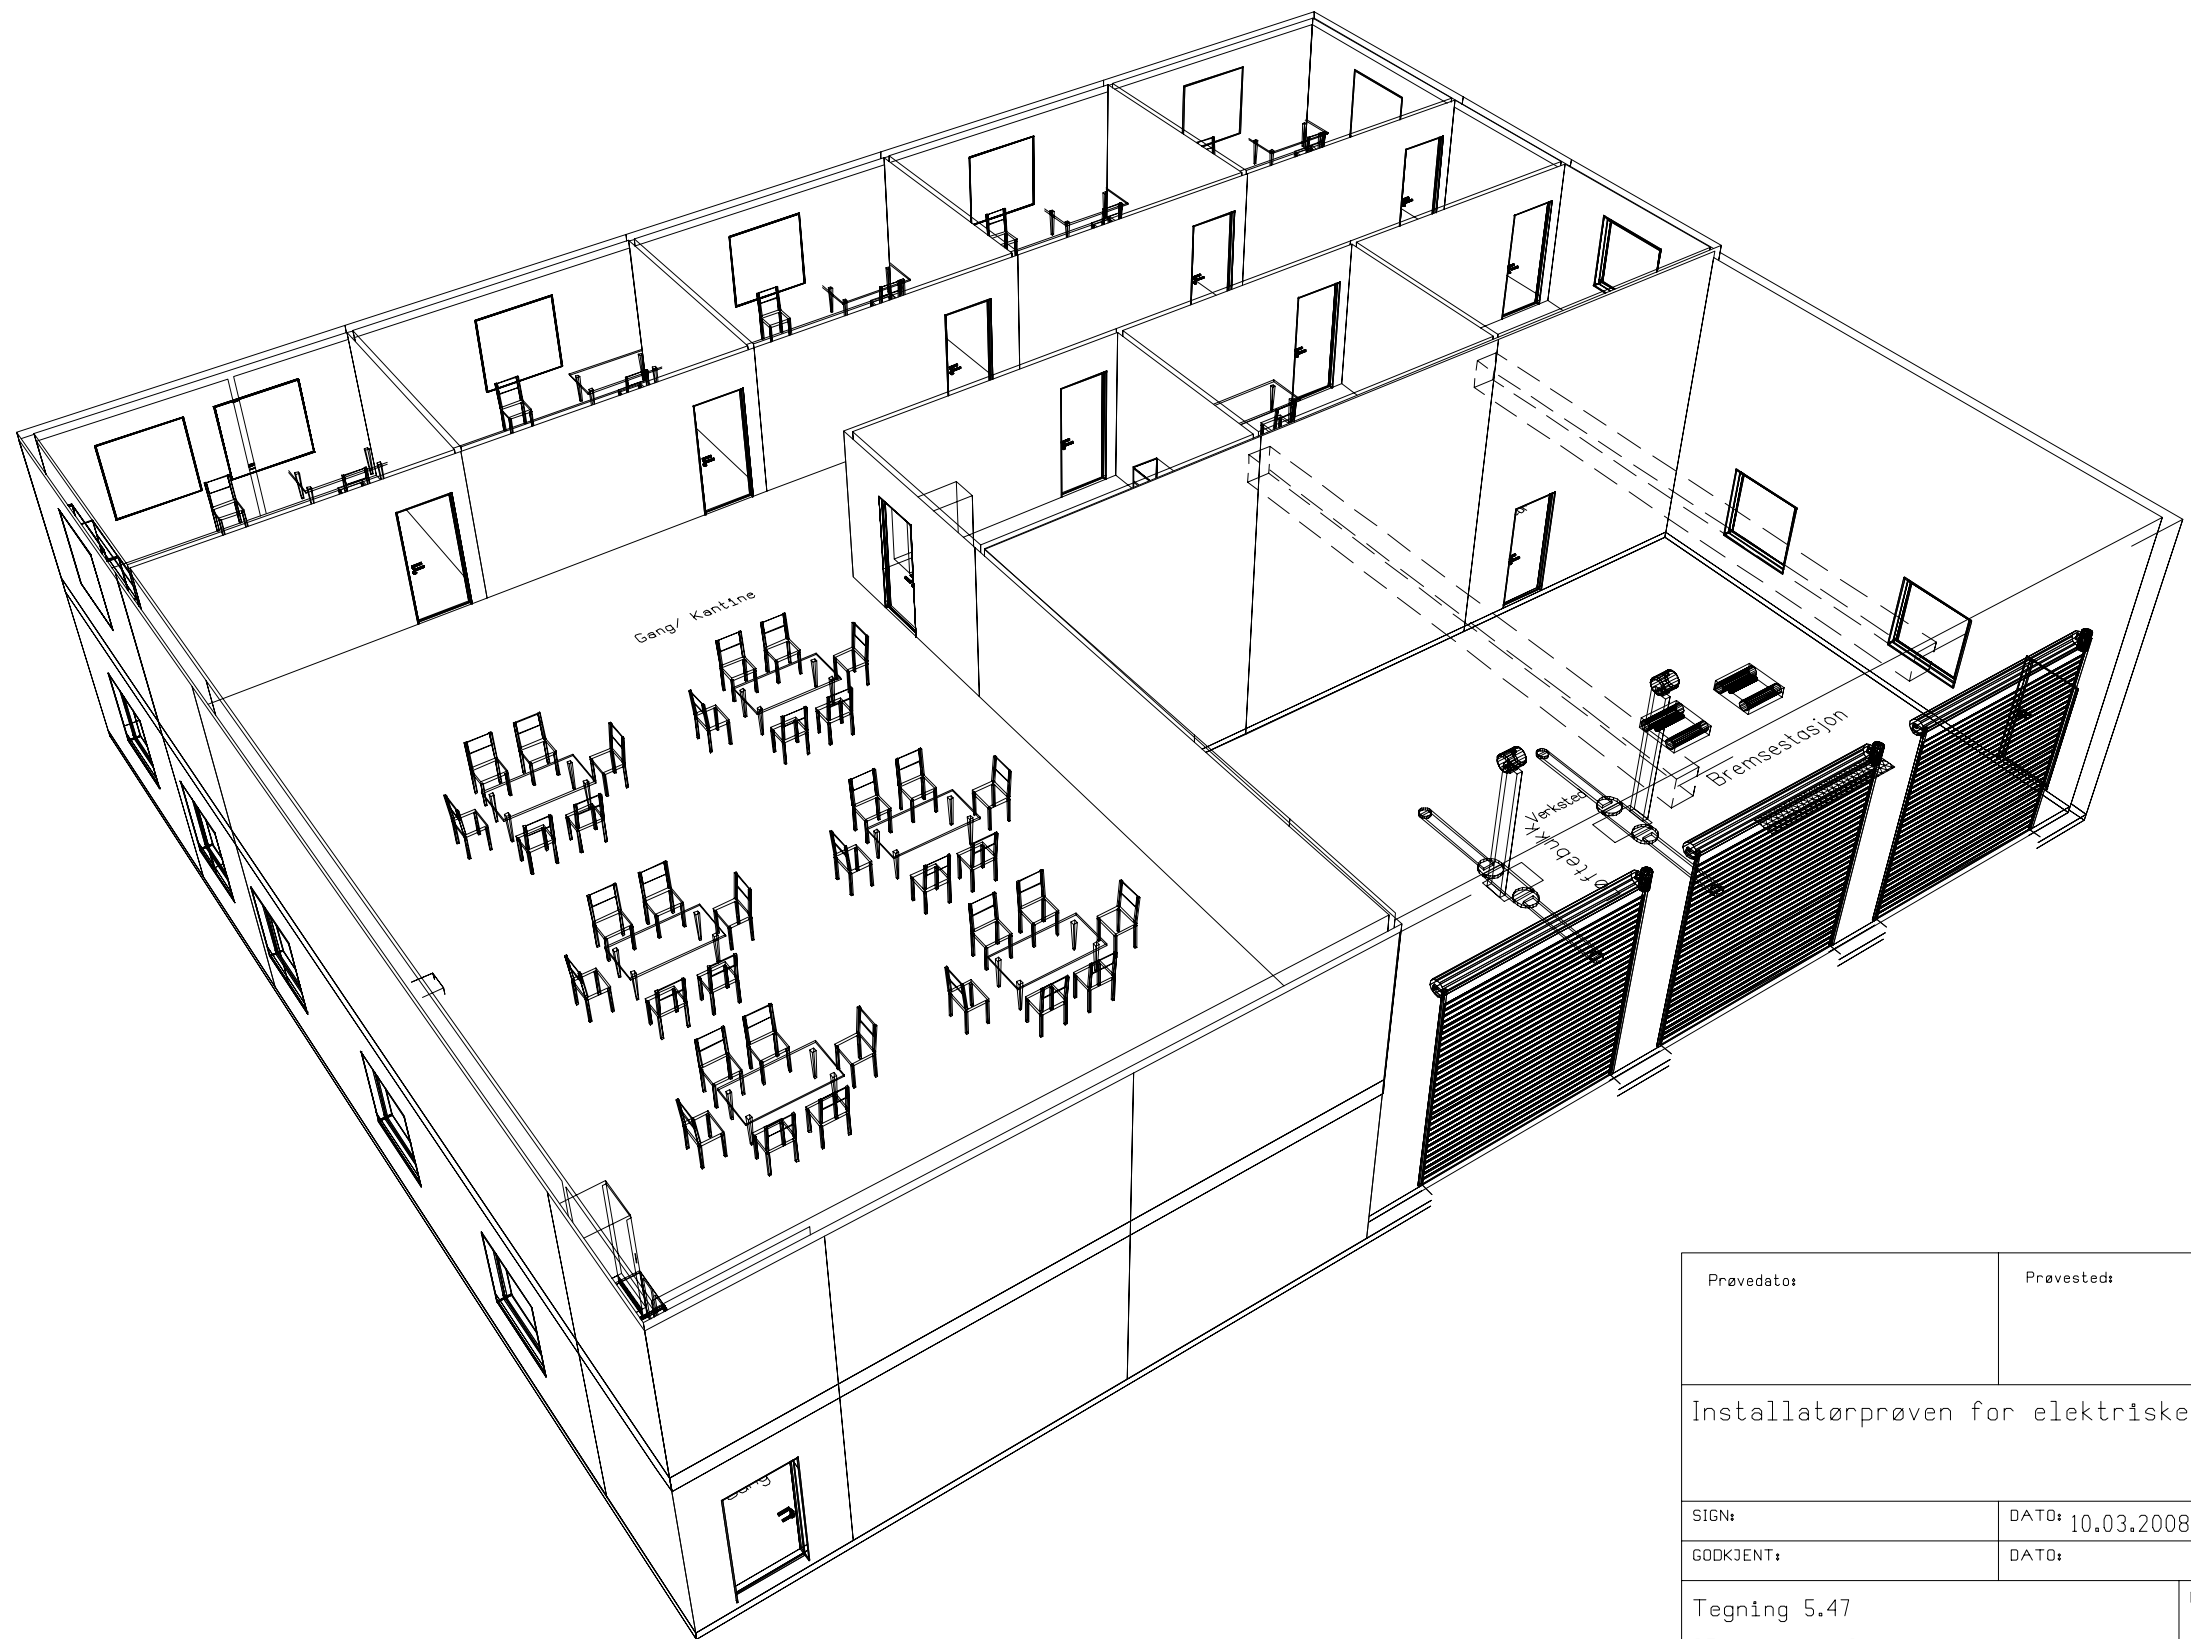 Gang/ Kantine
Bremsestasjon
Verksted
Prøvedato:
Prøvested:
Installatørprøven for elektriske
SIGN:
DATO: 10.03.2008
GODKJENT:
DATO:
Tegning 5.47